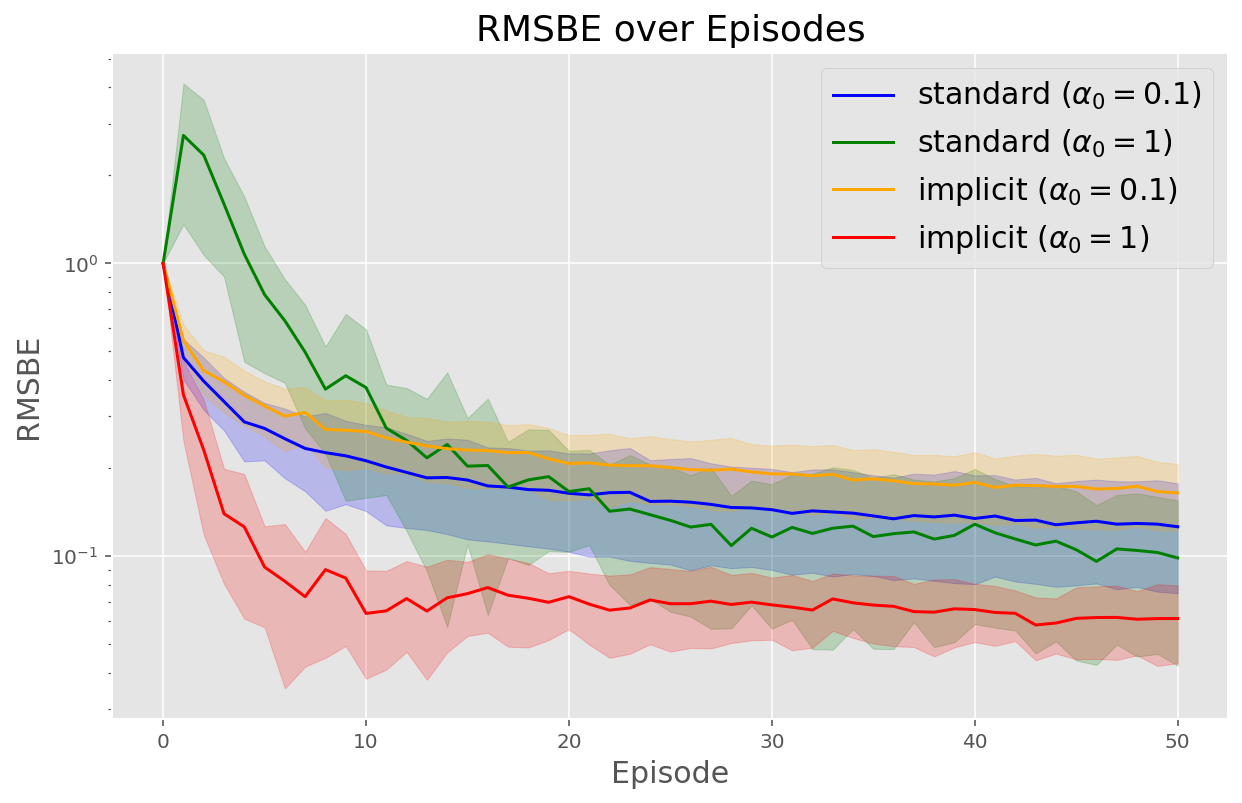 RMSBE over Episodes
standard (α₀ = 0.1)
standard (α₀ = 1)
implicit (α₀ = 0.1)
implicit (α₀ = 1)
RMSBE
10⁰
10⁻¹
0 10 20 30 40 50
Episode